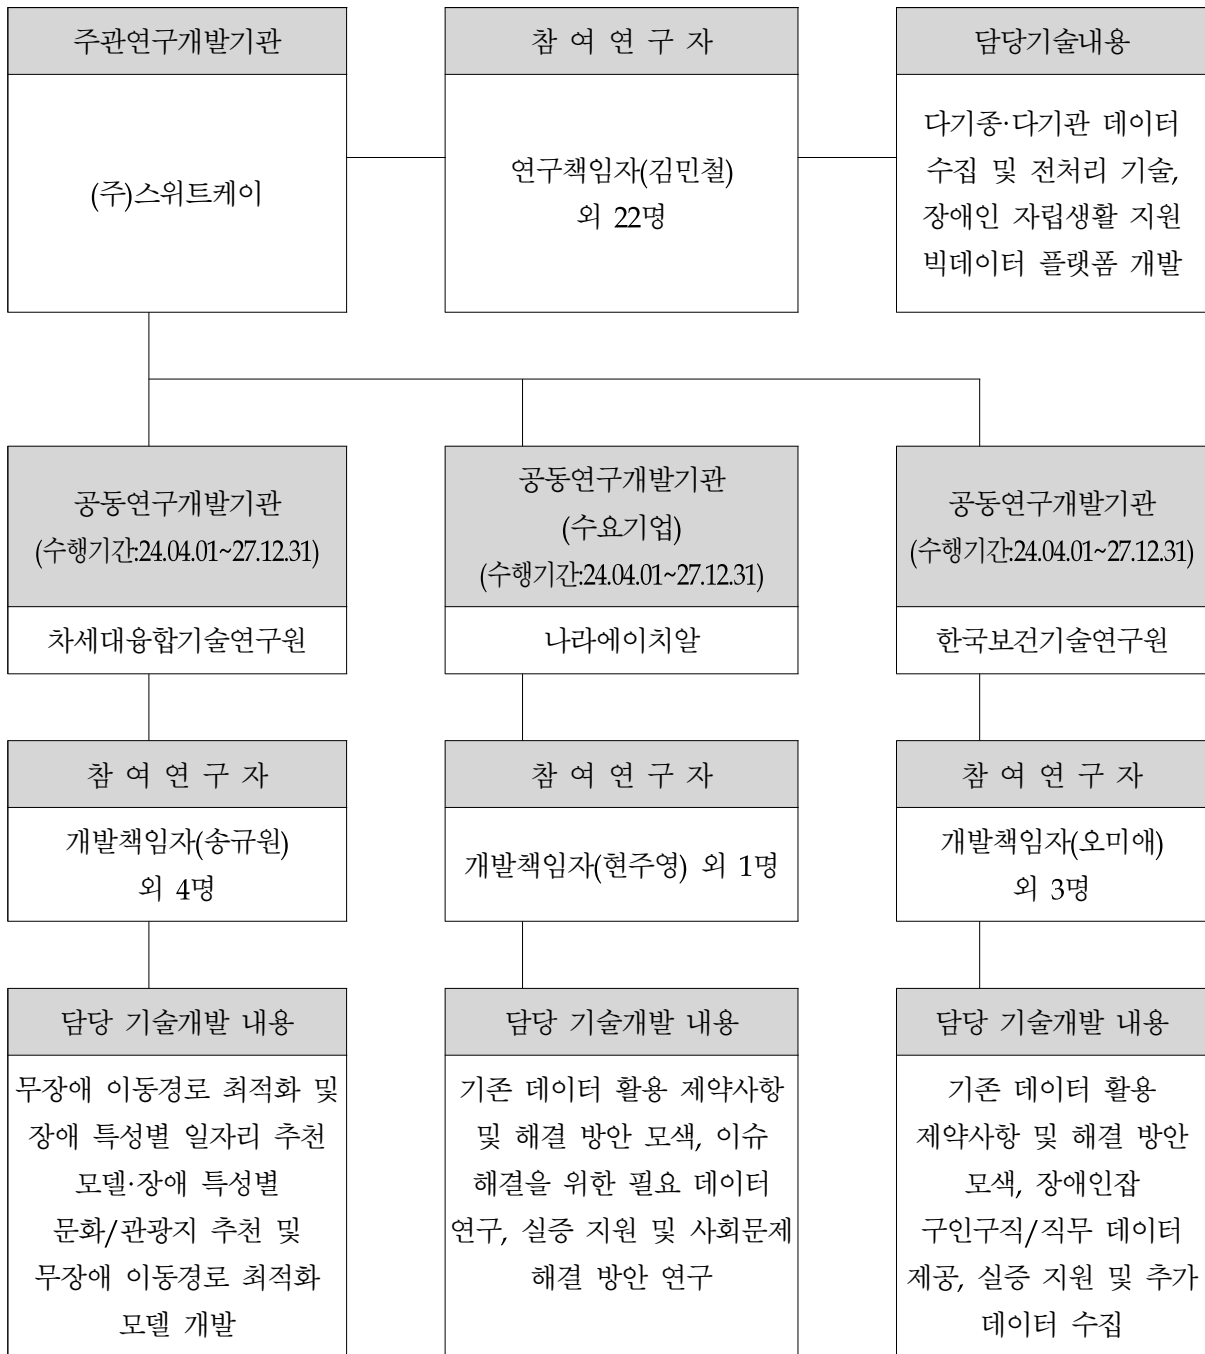 주관연구개발기관
참 여 연 구 자
담당기술내용
(주)스위트케이
연구책임자(김민철)
외 22명
다기종·다기관 데이터
수집 및 전처리 기술,
장애인 자립생활 지원
빅데이터 플랫폼 개발
공동연구개발기관
(수행기간:24.04.01~27.12.31)
차세대융합기술연구원
공동연구개발기관
(수요기업)
(수행기간:24.04.01~27.12.31)
나라에이치알
공동연구개발기관
(수행기간:24.04.01~27.12.31)
한국보건기술연구원
참 여 연 구 자
개발책임자(송규원)
외 4명
참 여 연 구 자
개발책임자(현주영) 외 1명
참 여 연 구 자
개발책임자(오미애)
외 3명
담당 기술개발 내용
무장애 이동경로 최적화 및
장애 특성별 일자리 추천
모델·장애 특성별
문화/관광지 추천 및
무장애 이동경로 최적화
모델 개발
담당 기술개발 내용
기존 데이터 활용 제약사항
및 해결 방안 모색, 이슈
해결을 위한 필요 데이터
연구, 실증 지원 및 사회문제
해결 방안 연구
담당 기술개발 내용
기존 데이터 활용
제약사항 및 해결 방안
모색, 장애인잡
구인구직/직무 데이터
제공, 실증 지원 및 추가
데이터 수집